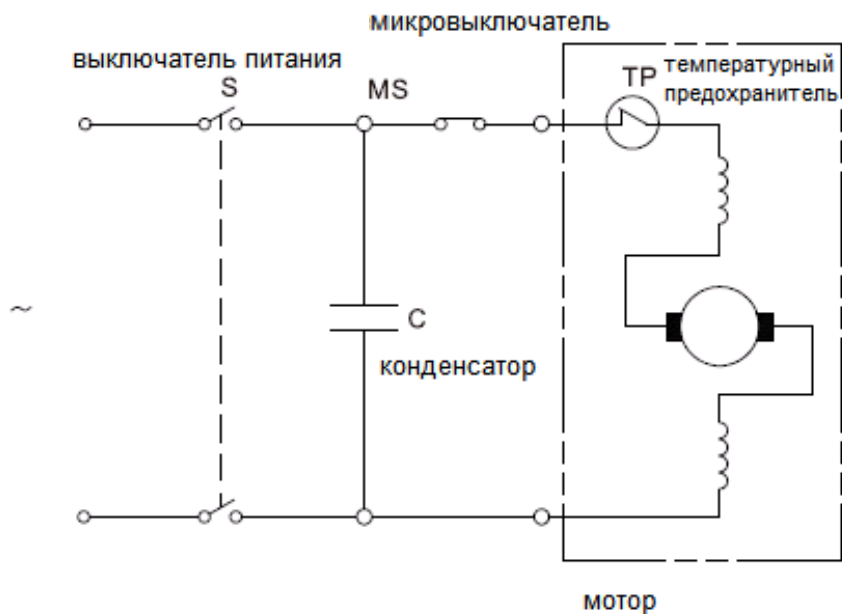 микровыключатель
выключатель питания
S
MS
TP
температурный
предохранитель
~
C
конденсатор
мотор